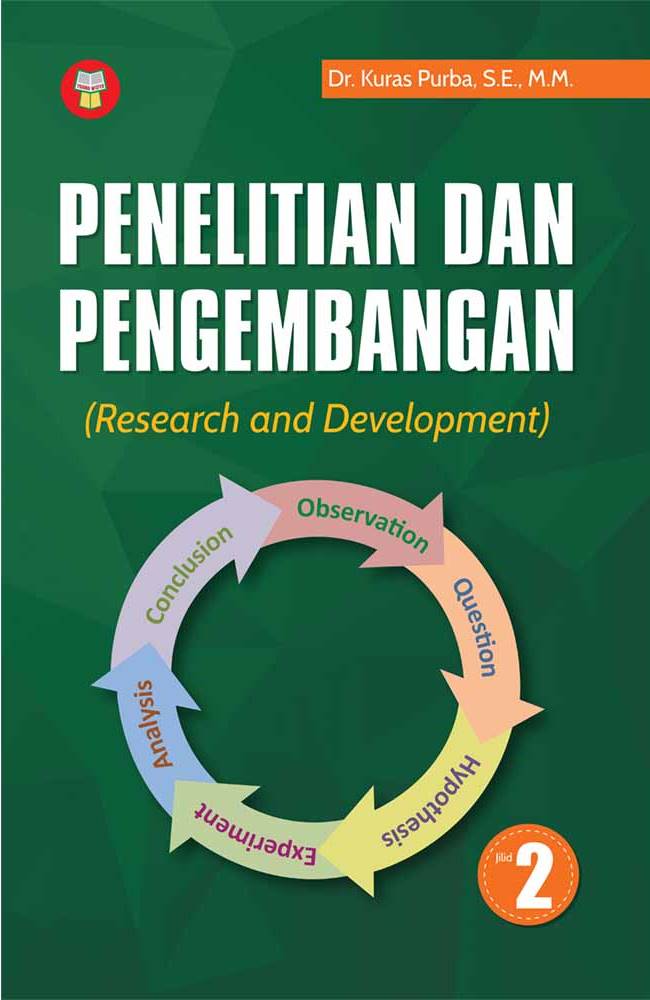 Dr. Kuras Purba, S.E., M.M.
PENELITIAN DAN
PENGEMBANGAN
(Research and Development)
Observation
Question
Hypothesis
Experiment
Analysis
Conclusion
Jilid
2